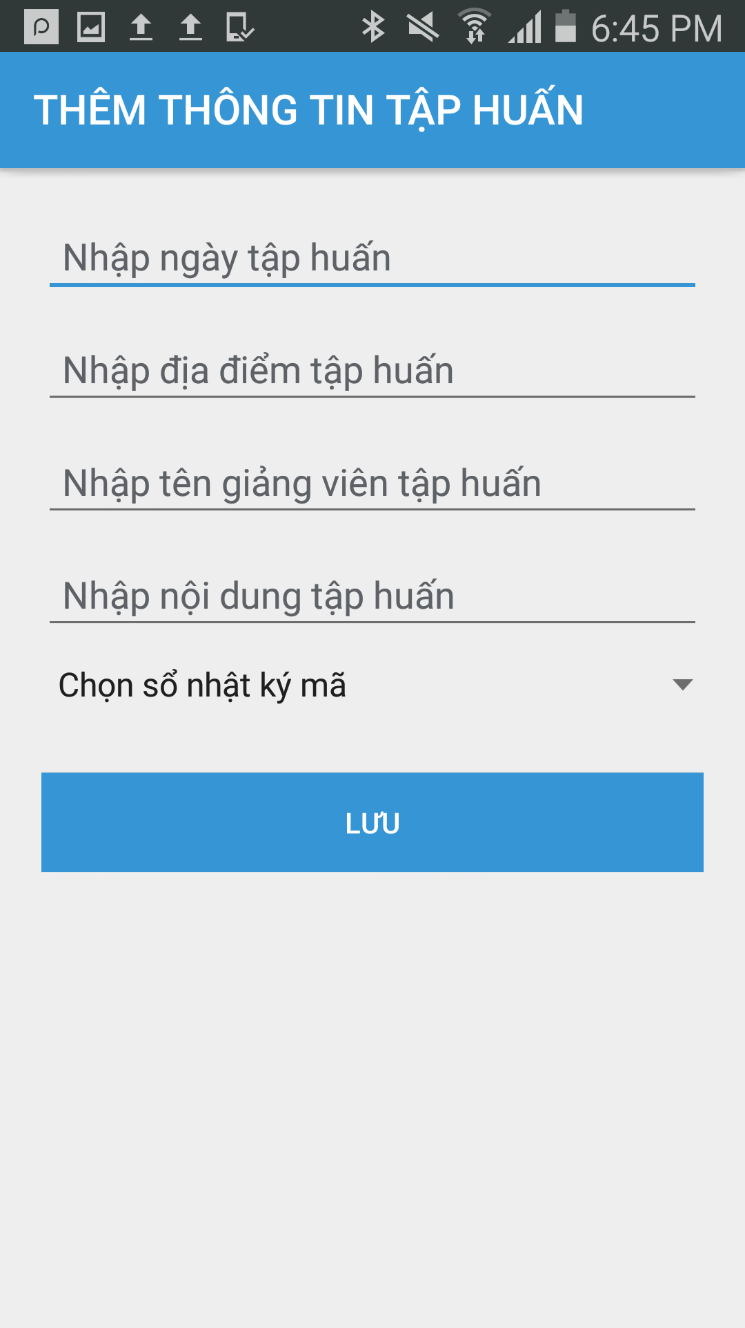 6:45 PM
THÊM THÔNG TIN TẬP HUẤN
Nhập ngày tập huấn
Nhập địa điểm tập huấn
Nhập tên giảng viên tập huấn
Nhập nội dung tập huấn
Chọn sổ nhật ký mã
LƯU